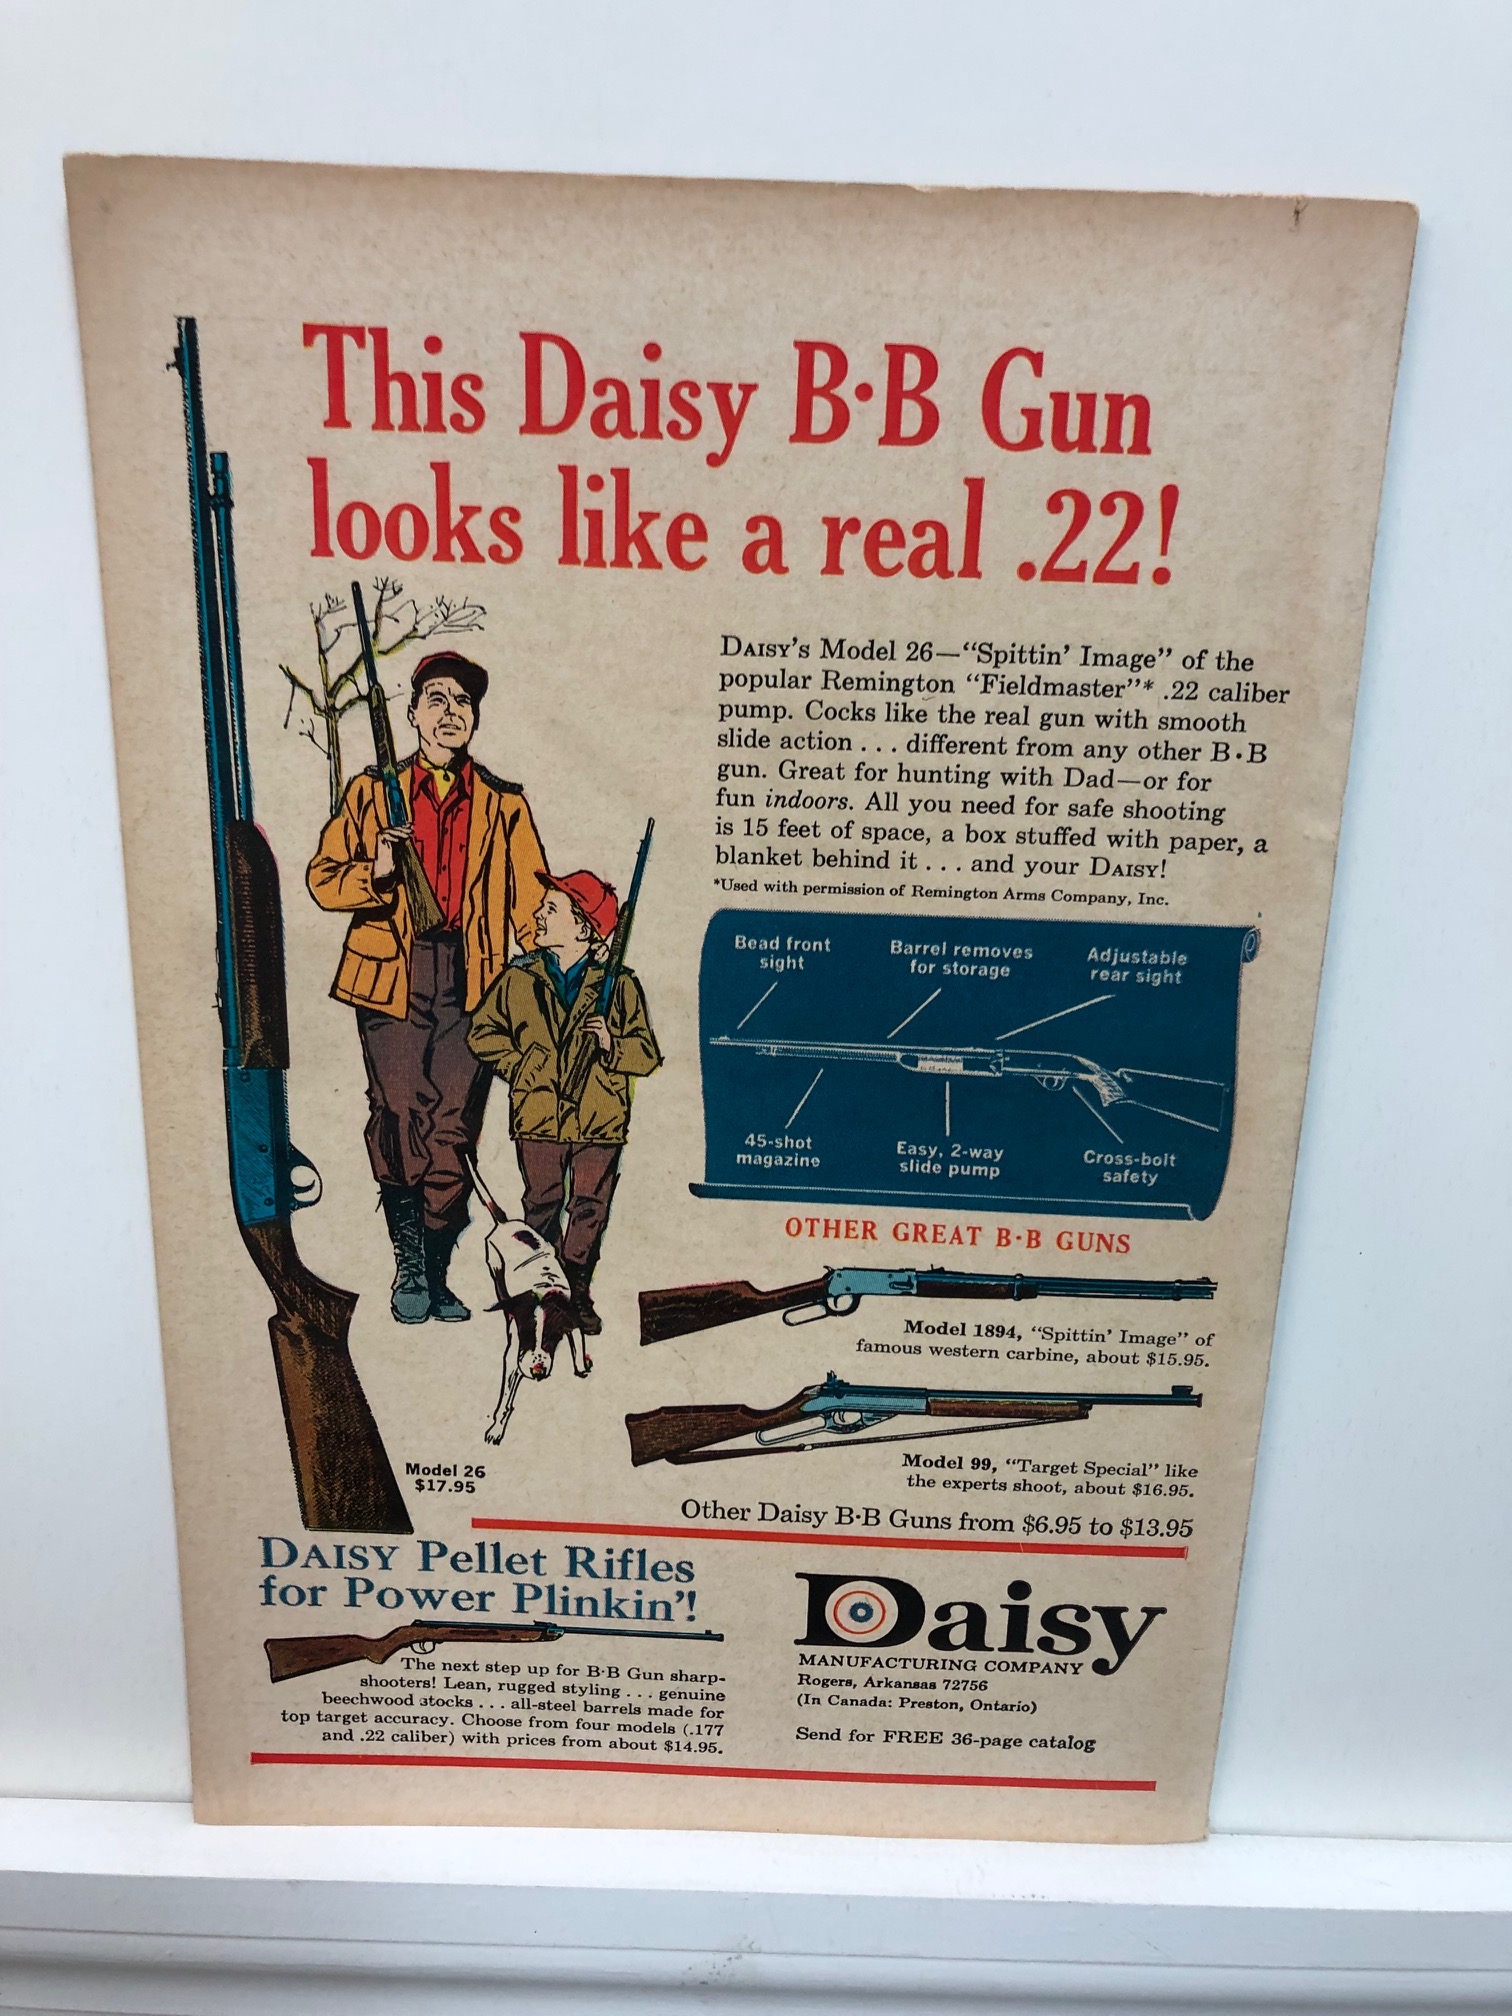 This Daisy B·B Gun
looks like a real .22!
DAISY'S Model 26—“Spittin’ Image” of the
popular Remington “Fieldmaster”* .22 caliber
pump. Cocks like the real gun with smooth
slide action . . . different from any other B·B
gun. Great for hunting with Dad—or for
fun indoors. All you need for safe shooting
is 15 feet of space, a box stuffed with paper, a
blanket behind it . . . and your DAISY!
*Used with permission of Remington Arms Company, Inc.
Bead front
sight
Barrel removes
for storage
Adjustable
rear sight
45-shot
magazine
Easy, 2-way
slide pump
Cross-bolt
safety
OTHER GREAT B·B GUNS
Model 1894, “Spittin’ Image” of
famous western carbine, about $15.95.
Model 99, “Target Special” like
the experts shoot, about $16.95.
Model 26
$17.95
Other Daisy B·B Guns from $6.95 to $13.95
DAISY Pellet Rifles
for Power Plinkin’!
The next step up for B·B Gun sharp-
shooters! Lean, rugged styling . . . genuine
beechwood stocks . . . all-steel barrels made for
top target accuracy. Choose from four models (.177
and .22 caliber) with prices from about $14.95.
Daisy
MANUFACTURING COMPANY
Rogers, Arkansas 72756
(In Canada: Preston, Ontario)
Send for FREE 36-page catalog